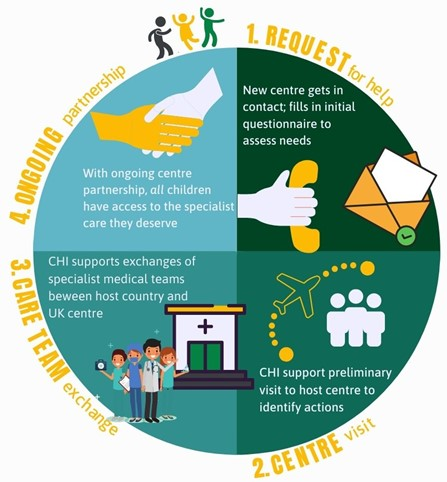 1. REQUEST for help
New centre gets in
contact; fills in initial
questionnaire to
assess needs
2. CENTRE visit
CHI support preliminary
visit to host centre to
identify actions
3. CARE TEAM exchange
CHI supports exchanges of
specialist medical teams
beween host country and
UK centre
4. ONGOING partnership
With ongoing centre
partnership, all children
have access to the specialist
care they deserve